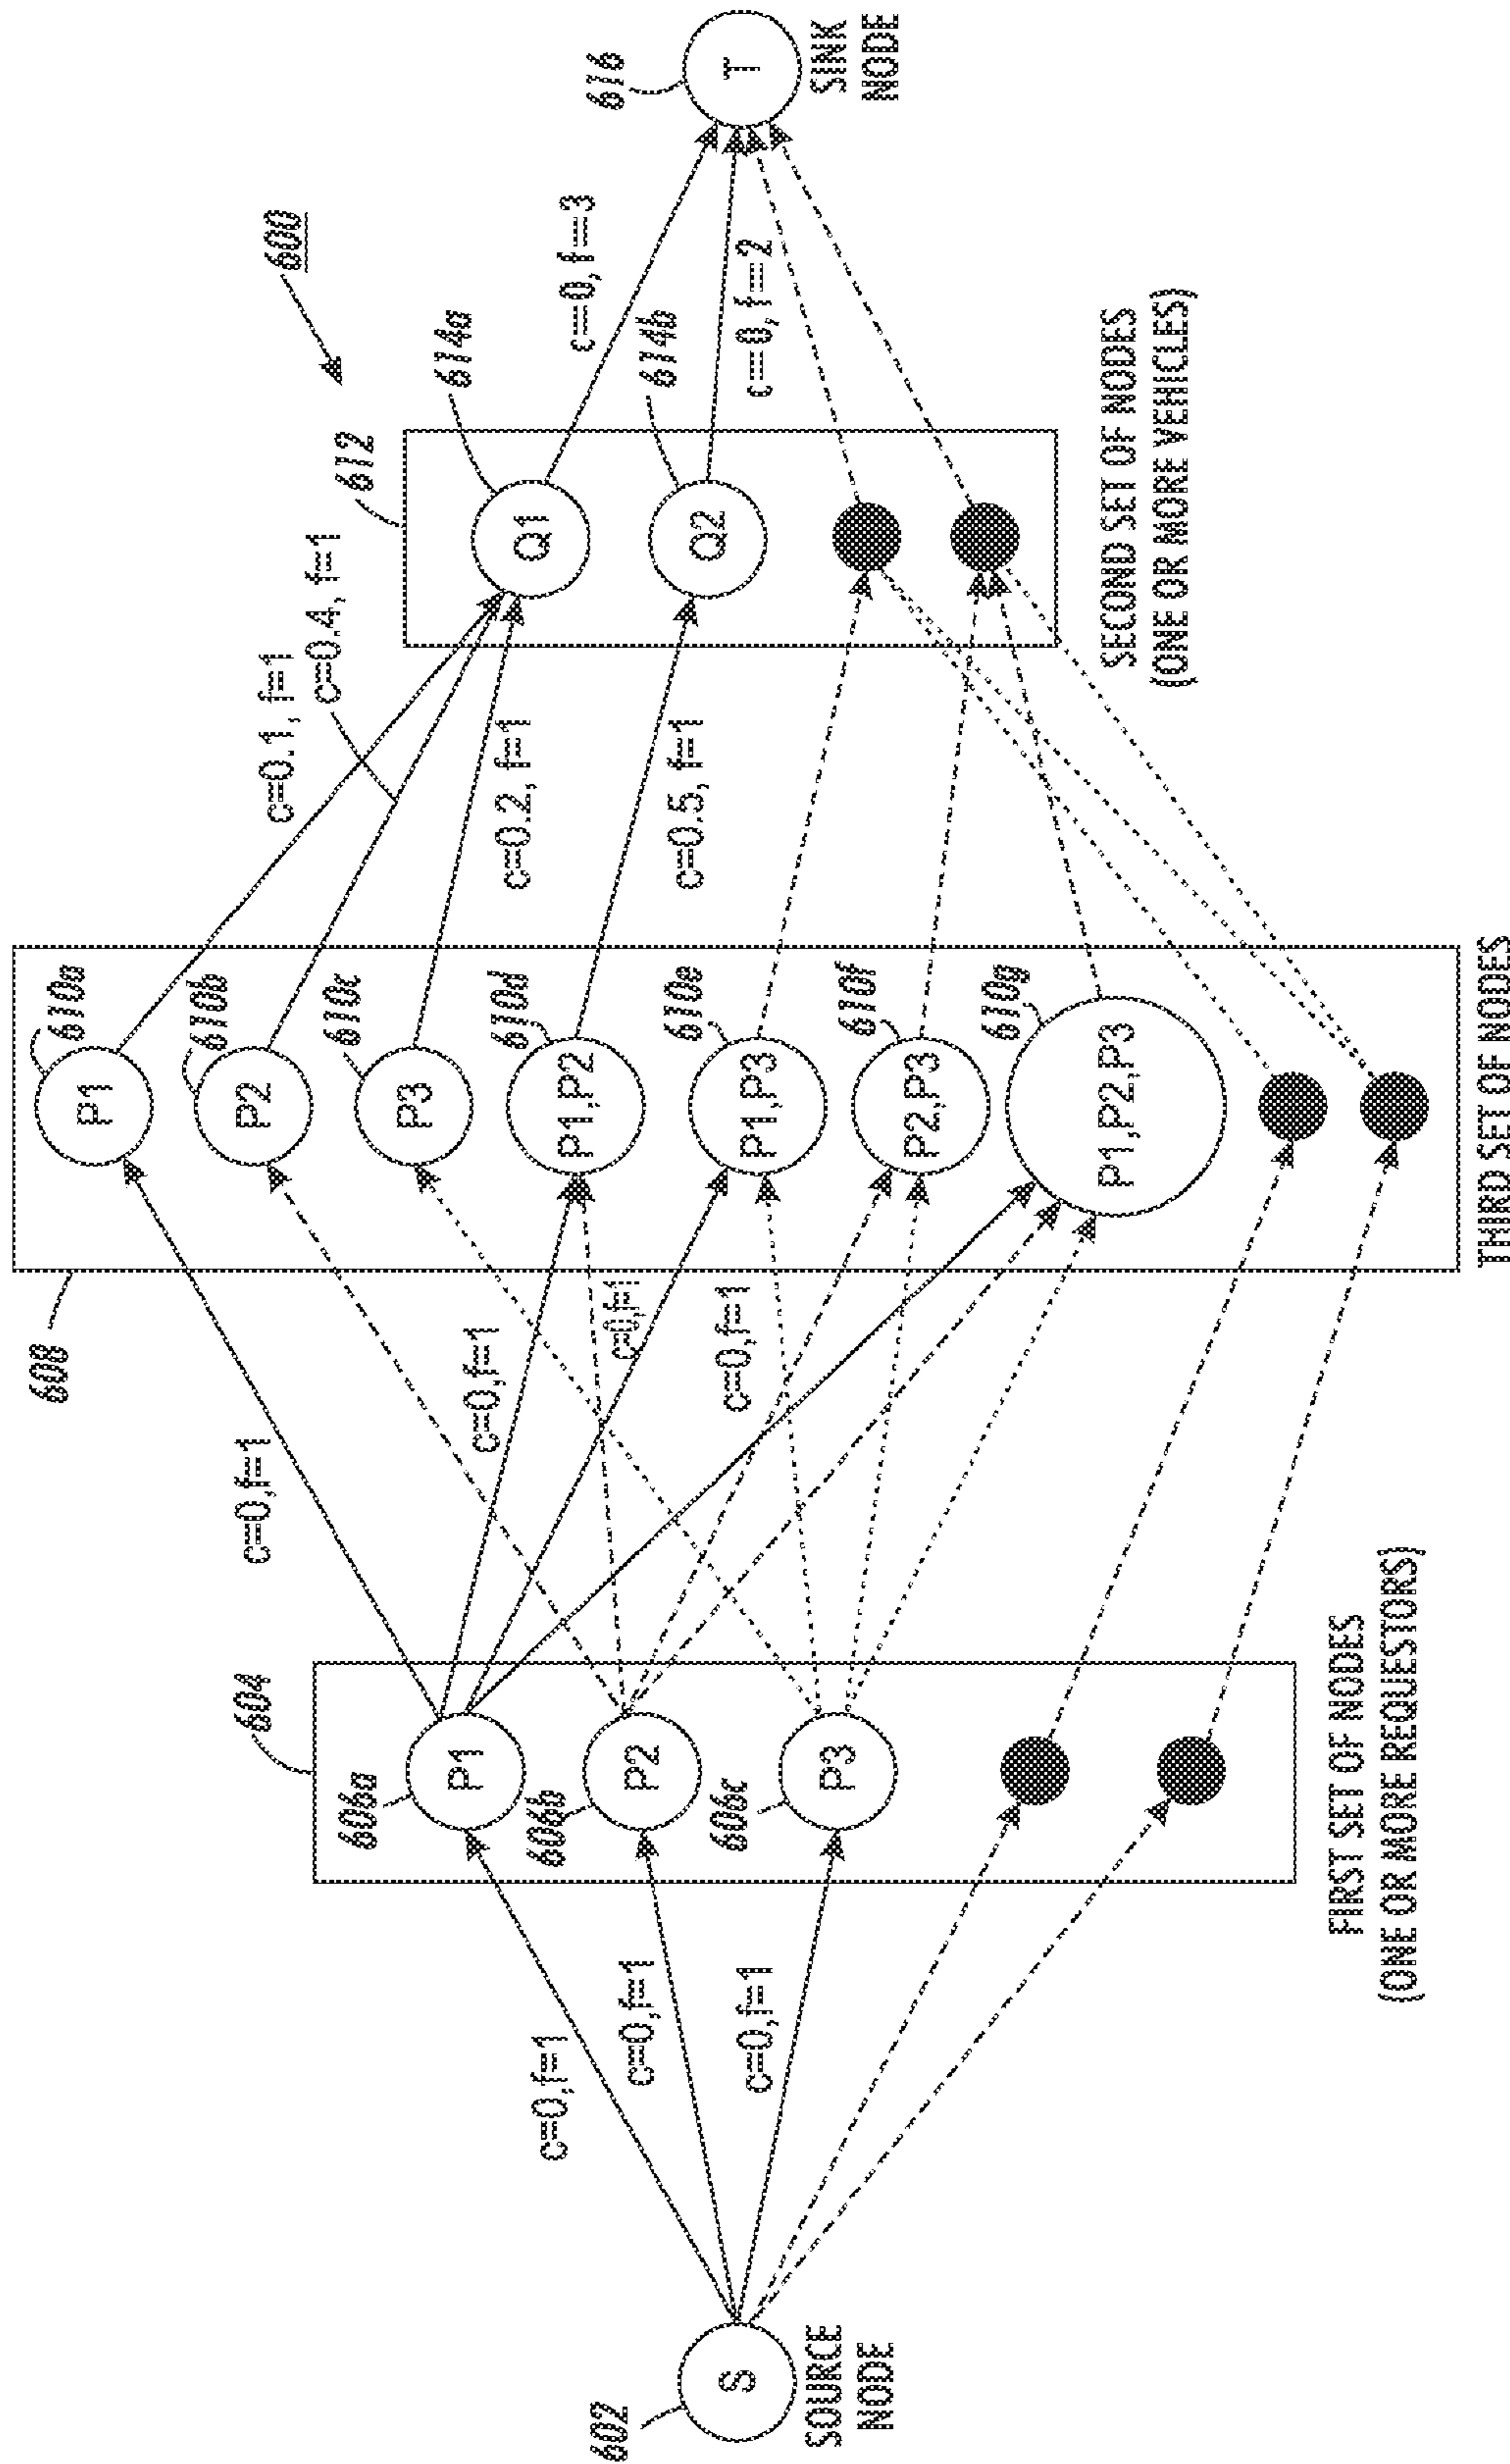 600
602
S
SOURCE
NODE
c=0,f=1
c=0,f=1
c=0,f=1
604
606a
P1
606b
P2
606c
P3
FIRST SET OF NODES
(ONE OR MORE REQUESTORS)
c=0,f=1
c=0,f=1
c=0,f=1
c=0,f=1
608
610a
P1
610b
P2
610c
P3
610d
P1,P2
610e
P1,P3
610f
P2,P3
610g
P1,P2,P3
THIRD SET OF NODES
c=0.1, f=1
c=0.4, f=1
c=0.2, f=1
c=0.5, f=1
612
614a
Q1
614b
Q2
SECOND SET OF NODES
(ONE OR MORE VEHICLES)
c=0, f=3
c=0, f=2
616
T
SINK
NODE